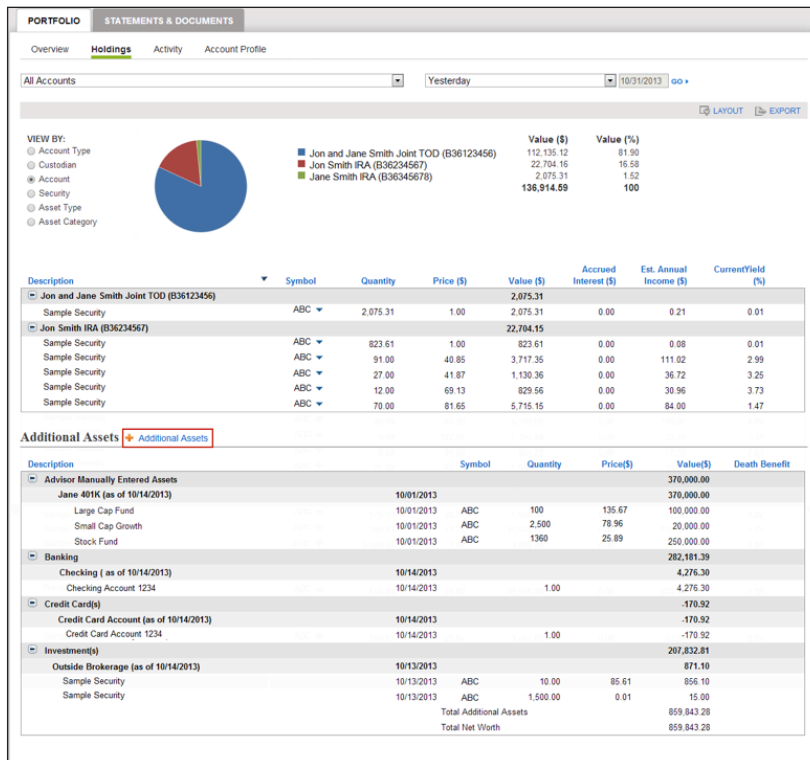 PORTFOLIO STATEMENTS & DOCUMENTS
Overview Holdings Activity Account Profile
All Accounts Yesterday 10/31/2013 GO
LAYOUT EXPORT
VIEW BY: Value ($) Value (%)
Account Type Jon and Jane Smith Joint TOD (B36123456) 112,135.12 81.90
Custodian Jon Smith IRA (B36234567) 22,704.16 16.58
Account Jane Smith IRA (B36345678) 2,075.31 1.52
Security 136,914.59 100
Asset Type
Asset Category
Description Symbol Quantity Price ($) Value ($) Accrued Interest ($) Est. Annual Income ($) CurrentYield (%)
Jon and Jane Smith Joint TOD (B36123456) 2,075.31
Sample Security ABC 2,075.31 1.00 2,075.31 0.00 0.21 0.01
Jon Smith IRA (B36234567) 22,704.15
Sample Security ABC 823.61 1.00 823.61 0.00 0.08 0.01
Sample Security ABC 91.00 40.85 3,717.35 0.00 111.02 2.99
Sample Security ABC 27.00 41.87 1,130.36 0.00 36.72 3.25
Sample Security ABC 12.00 69.13 829.56 0.00 30.96 3.73
Sample Security ABC 70.00 81.65 5,715.15 0.00 84.00 1.47
Additional Assets Additional Assets
Description Symbol Quantity Price($) Value($) Death Benefit
Advisor Manually Entered Assets 370,000.00
Jane 401K (as of 10/14/2013) 10/01/2013 370,000.00
Large Cap Fund 10/01/2013 ABC 100 135.67 100,000.00
Small Cap Growth 10/01/2013 ABC 2,500 78.96 20,000.00
Stock Fund 10/01/2013 ABC 1360 25.89 250,000.00
Banking 282,181.39
Checking ( as of 10/14/2013) 10/14/2013 4,276.30
Checking Account 1234 10/14/2013 1.00 4,276.30
Credit Card(s) -170.92
Credit Card Account (as of 10/14/2013) 10/14/2013 -170.92
Credit Card Account 1234 10/14/2013 1.00 -170.92
Investment(s) 207,832.81
Outside Brokerage (as of 10/14/2013) 10/13/2013 871.10
Sample Security 10/13/2013 ABC 10.00 85.61 856.10
Sample Security 10/13/2013 ABC 1,500.00 0.01 15.00
Total Additional Assets 859,843.28
Total Net Worth 859,843.28